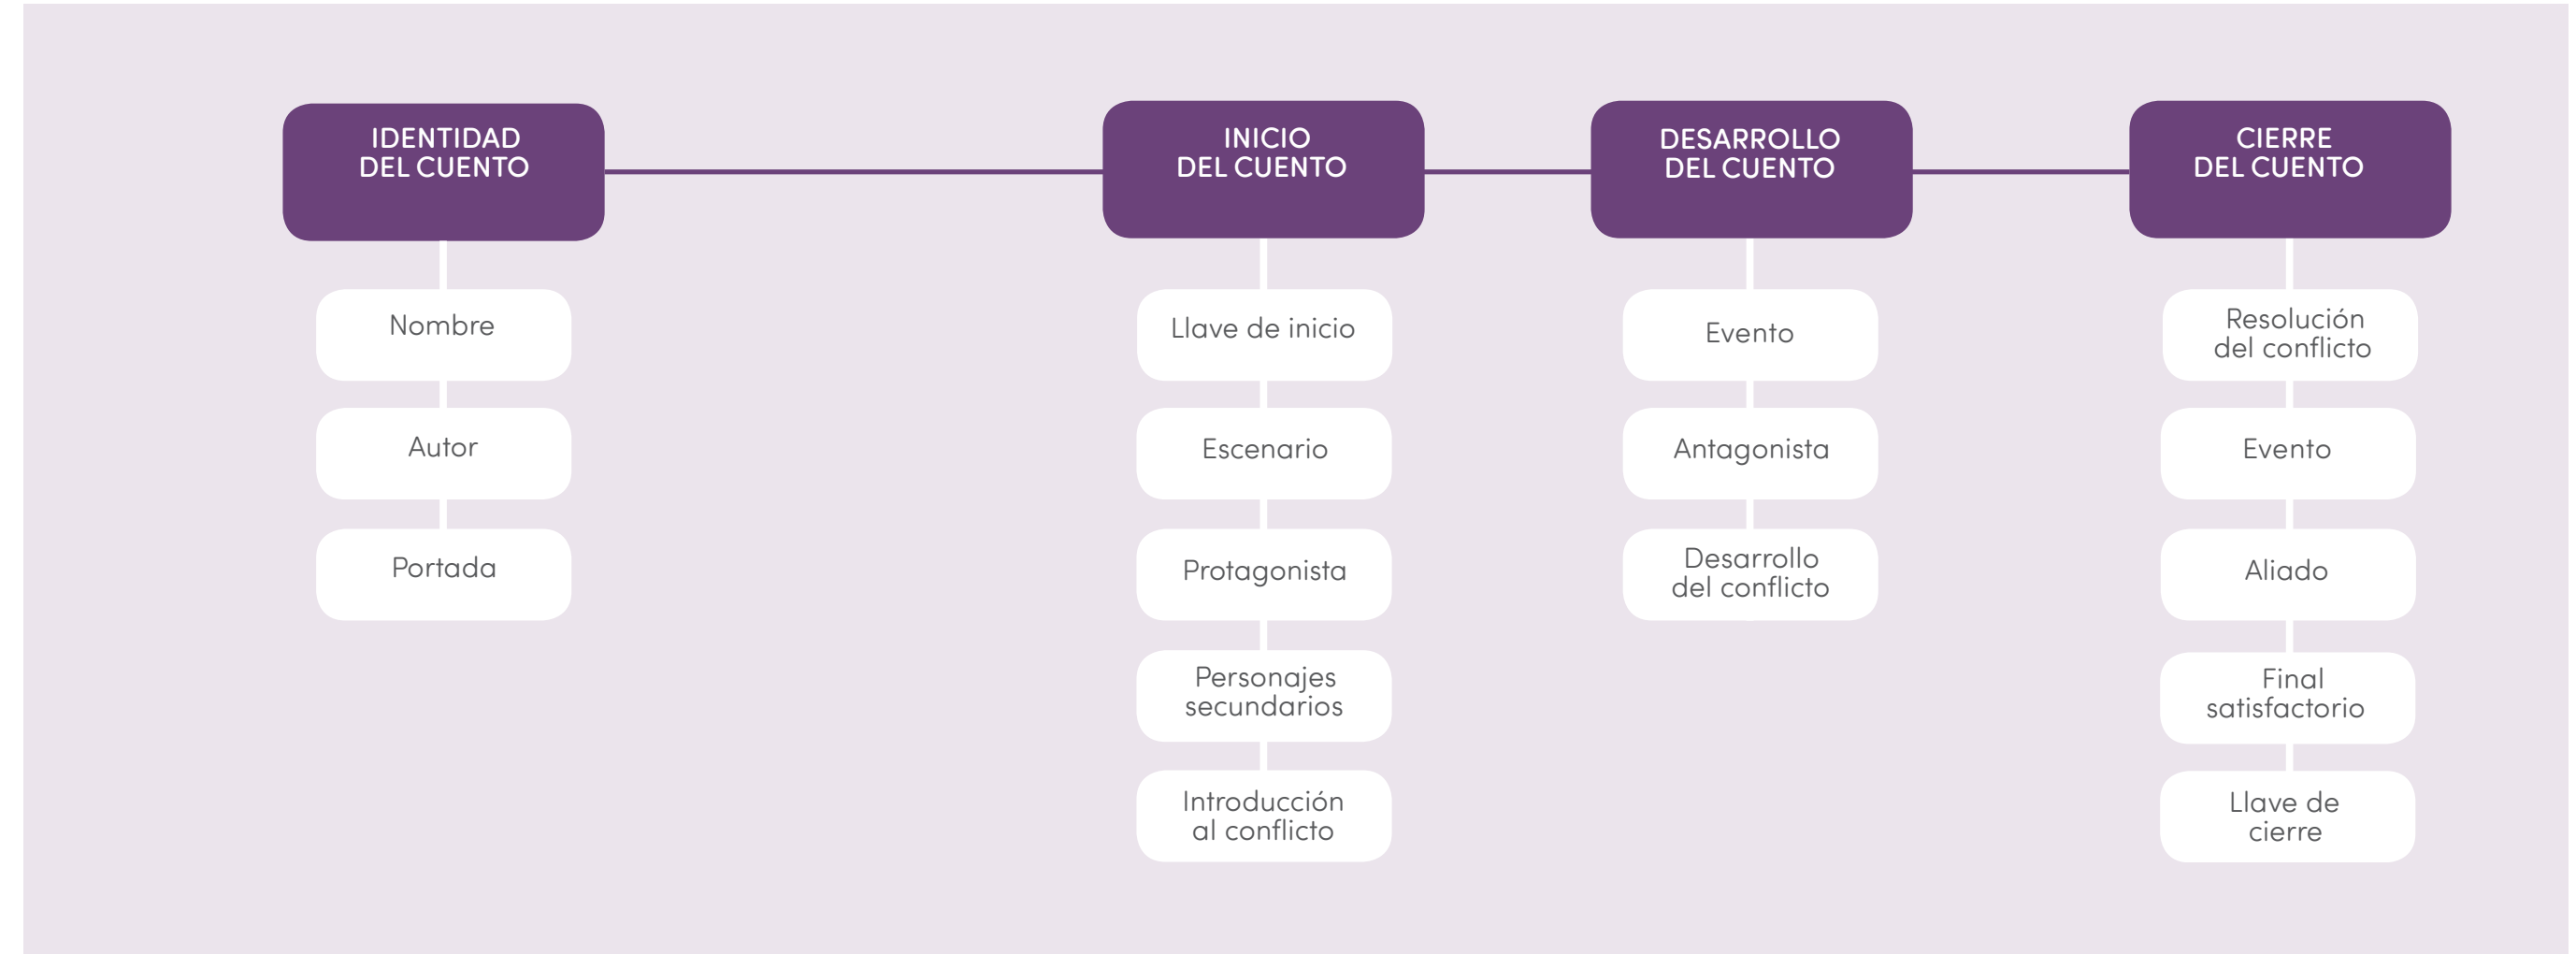 IDENTIDAD
DEL CUENTO
Nombre
Autor
Portada
INICIO
DEL CUENTO
Llave de inicio
Escenario
Protagonista
Personajes
secundarios
Introducción
al conflicto
DESARROLLO
DEL CUENTO
Evento
Antagonista
Desarrollo
del conflicto
CIERRE
DEL CUENTO
Resolución
del conflicto
Evento
Aliado
Final
satisfactorio
Llave de
cierre